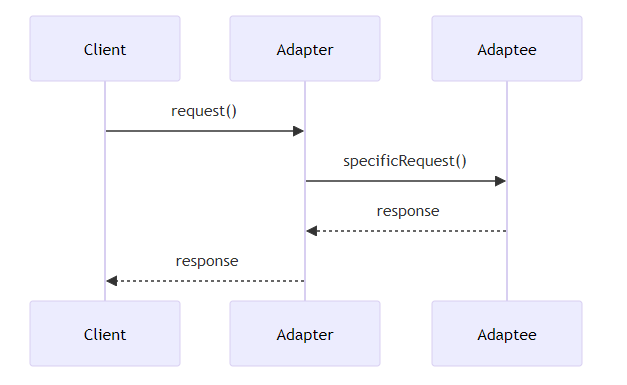 Client Adapter Adaptee
request()
specificRequest()
response
response
Client Adapter Adaptee